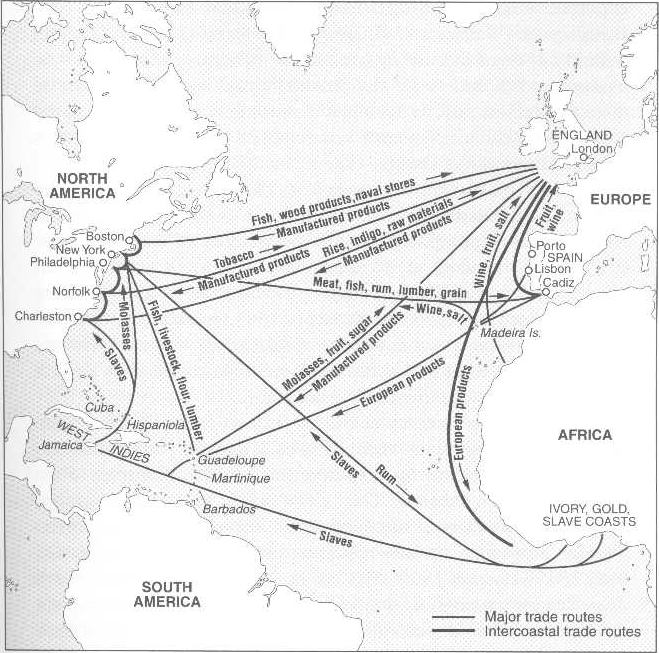 ENGLAND
London
NORTH
AMERICA
EUROPE
Fish, wood products, naval stores
Manufactured products
Fruit,
wine
Wine, fruit, salt
Boston
New York
Philadelphia
Tobacco
Manufactured products
Rice, indigo, raw materials
Manufactured products
Porto
SPAIN
Lisbon
Cadiz
Norfolk
Meat, fish, rum, lumber, grain
Wine, salt
Charleston
Molasses
Fish, livestock, flour, lumber
Molasses, fruit, sugar
Manufactured products
Madeira Is.
Slaves
European products
European products
Cuba
Hispaniola
WEST
INDIES
Jamaica
Guadeloupe
Martinique
Barbados
AFRICA
Slaves
Rum
IVORY, GOLD,
SLAVE COASTS
Slaves
SOUTH
AMERICA
Major trade routes
Intercoastal trade routes